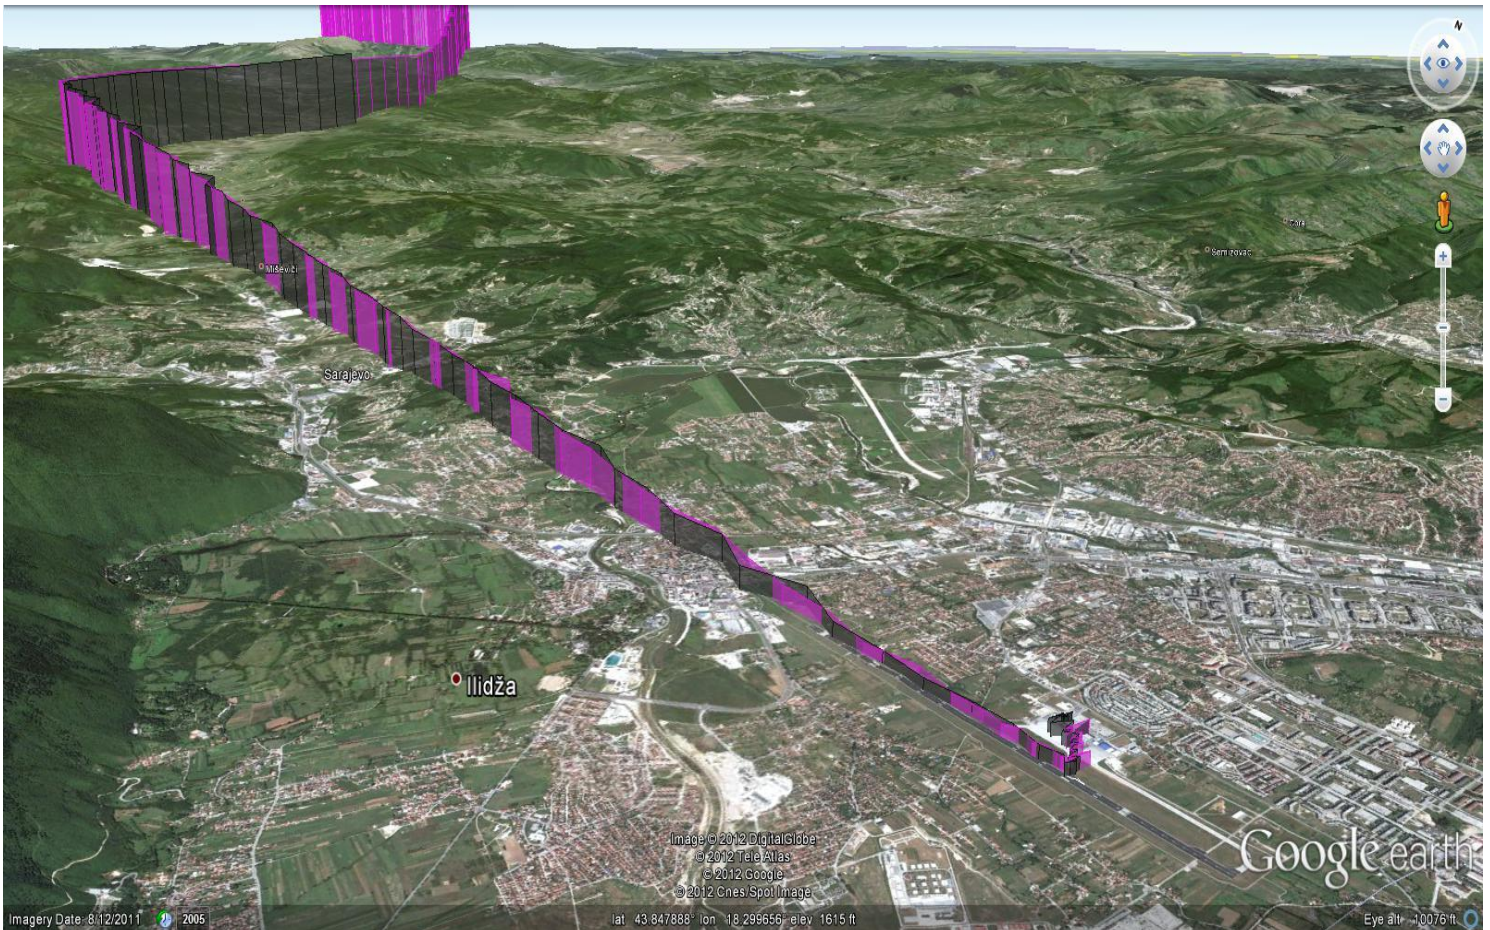 N
Zora
Semizovac
Miševići
Sarajevo
Ilidža
Image © 2012 DigitalGlobe
© 2012 Tele Atlas
© 2012 Google
© 2012 Cnes/Spot Image
Google earth
Imagery Date: 8/12/2011 2005 lat 43.847888° lon 18.299656° elev 1615 ft Eye alt 10076 ft